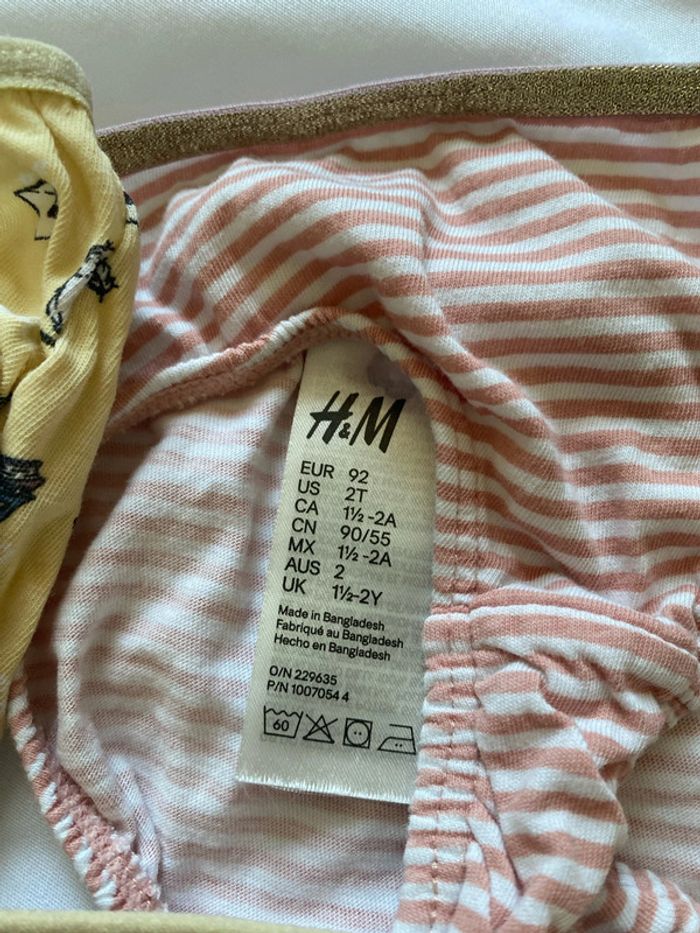 H&M
EUR 92
US 2T
CA 1½-2A
CN 90/55
MX 1½-2A
AUS 2
UK 1½-2Y
Made in Bangladesh
Fabriqué au Bangladesh
Hecho en Bangladesh
O/N 229635
P/N 1007054 4
60